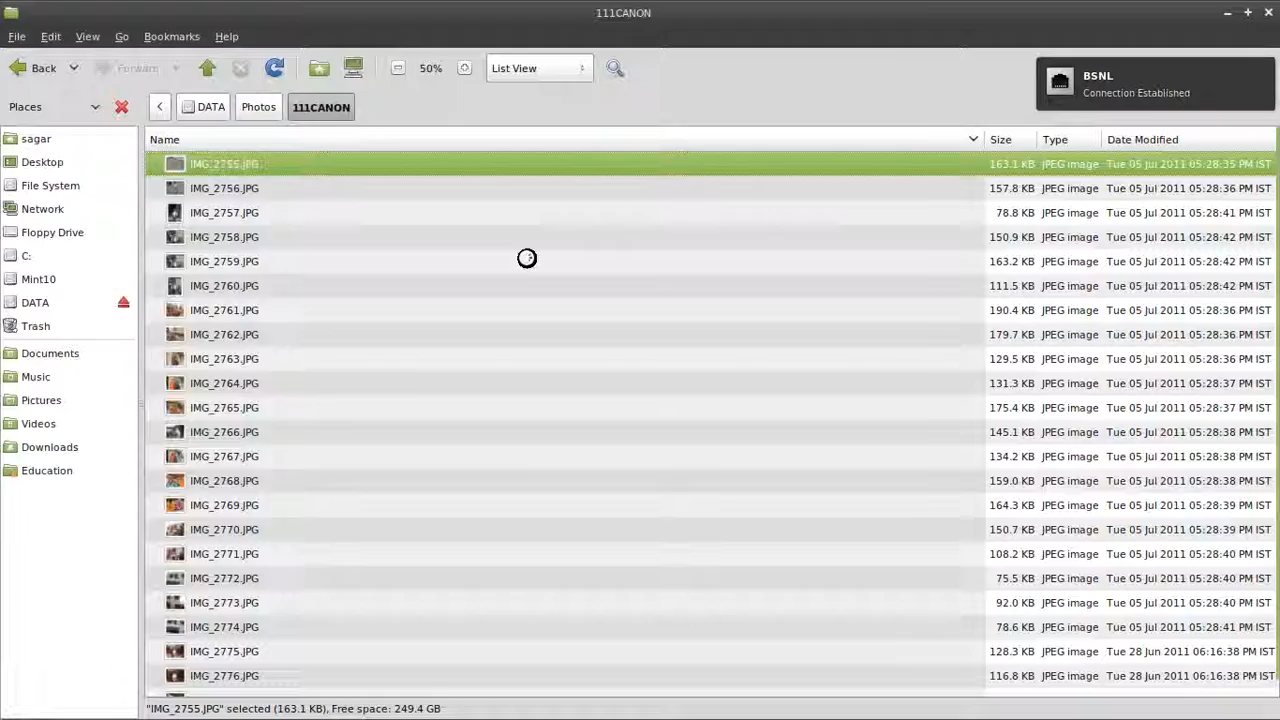 111CANON
File Edit View Go Bookmarks Help
Back Forward 50% List View
BSNL
Connection Established
Places DATA Photos 111CANON
Name Size Type Date Modified
sagar
Desktop
File System
Network
Floppy Drive
C:
Mint10
DATA
Trash
Documents
Music
Pictures
Videos
Downloads
Education
IMG_2755.JPG 163.1 KB JPEG image Tue 05 Jul 2011 05:28:35 PM IST
IMG_2756.JPG 157.8 KB JPEG image Tue 05 Jul 2011 05:28:36 PM IST
IMG_2757.JPG 78.8 KB JPEG image Tue 05 Jul 2011 05:28:41 PM IST
IMG_2758.JPG 150.9 KB JPEG image Tue 05 Jul 2011 05:28:42 PM IST
IMG_2759.JPG 163.2 KB JPEG image Tue 05 Jul 2011 05:28:42 PM IST
IMG_2760.JPG 111.5 KB JPEG image Tue 05 Jul 2011 05:28:42 PM IST
IMG_2761.JPG 190.4 KB JPEG image Tue 05 Jul 2011 05:28:36 PM IST
IMG_2762.JPG 179.7 KB JPEG image Tue 05 Jul 2011 05:28:36 PM IST
IMG_2763.JPG 129.5 KB JPEG image Tue 05 Jul 2011 05:28:36 PM IST
IMG_2764.JPG 131.3 KB JPEG image Tue 05 Jul 2011 05:28:37 PM IST
IMG_2765.JPG 175.4 KB JPEG image Tue 05 Jul 2011 05:28:37 PM IST
IMG_2766.JPG 145.1 KB JPEG image Tue 05 Jul 2011 05:28:38 PM IST
IMG_2767.JPG 134.2 KB JPEG image Tue 05 Jul 2011 05:28:38 PM IST
IMG_2768.JPG 159.0 KB JPEG image Tue 05 Jul 2011 05:28:38 PM IST
IMG_2769.JPG 164.3 KB JPEG image Tue 05 Jul 2011 05:28:39 PM IST
IMG_2770.JPG 150.7 KB JPEG image Tue 05 Jul 2011 05:28:39 PM IST
IMG_2771.JPG 108.2 KB JPEG image Tue 05 Jul 2011 05:28:40 PM IST
IMG_2772.JPG 75.5 KB JPEG image Tue 05 Jul 2011 05:28:40 PM IST
IMG_2773.JPG 92.0 KB JPEG image Tue 05 Jul 2011 05:28:40 PM IST
IMG_2774.JPG 78.6 KB JPEG image Tue 05 Jul 2011 05:28:41 PM IST
IMG_2775.JPG 128.3 KB JPEG image Tue 28 Jun 2011 06:16:38 PM IST
IMG_2776.JPG 116.8 KB JPEG image Tue 28 Jun 2011 06:16:38 PM IST
"IMG_2755.JPG" selected (163.1 KB), Free space: 249.4 GB